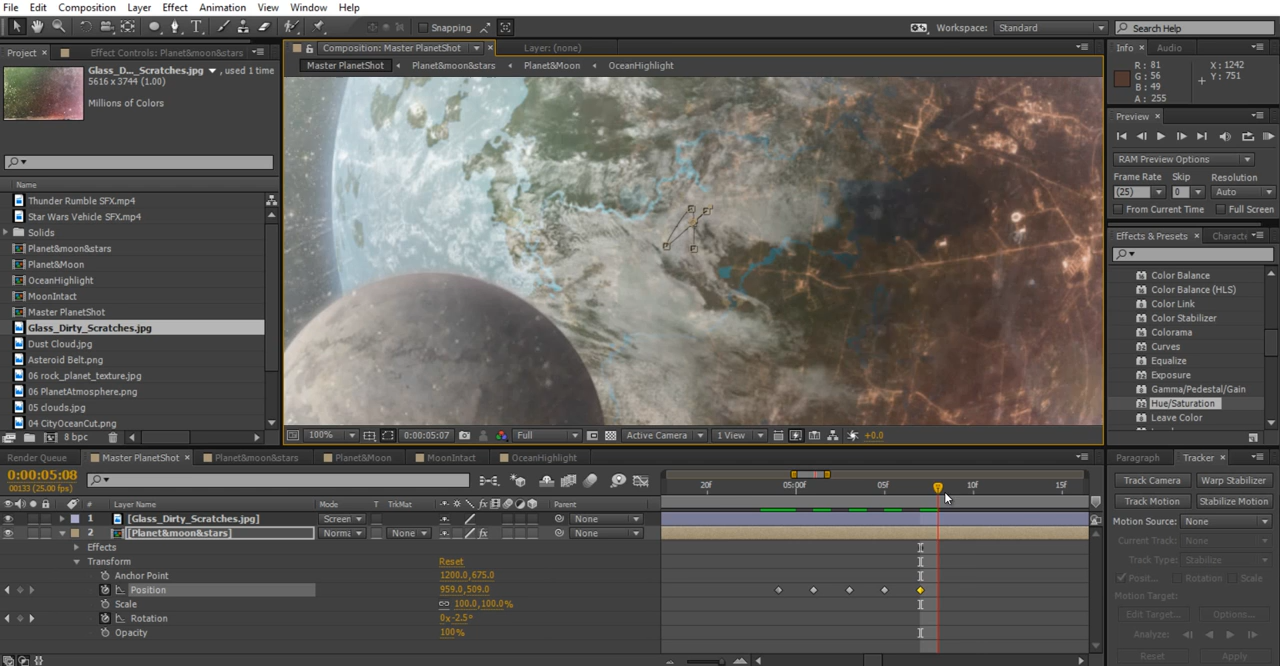 File Edit Composition Layer Effect Animation View Window Help
Snapping
Workspace: Standard
Search Help
Project × Effect Controls: Planet&moon&stars
Composition: Master PlanetShot × Layer: (none)
Info × Audio
Master PlanetShot Planet&moon&stars Planet&Moon OceanHighlight
Glass_D..._Scratches.jpg , used 1 time
5616 x 3744 (1.00)
Millions of Colors
R : 81
G : 56
B : 49
A : 255
X : 1242
Y : 751
Preview ×
RAM Preview Options
Frame Rate Skip Resolution
(25) 0 Auto
From Current Time Full Screen
Name
Thunder Rumble SFX.mp4
Star Wars Vehicle SFX.mp4
Solids
Planet&moon&stars
Planet&Moon
OceanHighlight
MoonIntact
Master PlanetShot
Glass_Dirty_Scratches.jpg
Dust Cloud.jpg
Asteroid Belt.png
06 rock_planet_texture.jpg
06 PlanetAtmosphere.png
05 clouds.jpg
04 CityOceanCut.png
8 bpc
Effects & Presets × Characte
Color Balance
Color Balance (HLS)
Color Link
Color Stabilizer
Colorama
Curves
Equalize
Exposure
Gamma/Pedestal/Gain
Hue/Saturation
Leave Color
100% 0:00:05:07 Full Active Camera 1 View +0.0
Render Queue Master PlanetShot × Planet&moon&stars Planet&Moon MoonIntact OceanHighlight
0:00:05:08
00133 (25.00 fps)
# Layer Name Mode T TrkMat Parent
20f 05:00f 05f 10f 15f
1 [Glass_Dirty_Scratches.jpg] Screen None
2 [Planet&moon&stars] Norma None None
Effects
Transform Reset
Anchor Point 1200.0,675.0
Position 959.0,509.0
Scale 100.0,100.0%
Rotation 0x-2.5°
Opacity 100%
Paragraph Tracker ×
Track Camera Warp Stabilizer
Track Motion Stabilize Motion
Motion Source: None
Current Track: None
Track Type: Stabilize
Posit... Rotation Scale
Motion Target:
Edit Target... Options...
Analyze:
Reset Apply